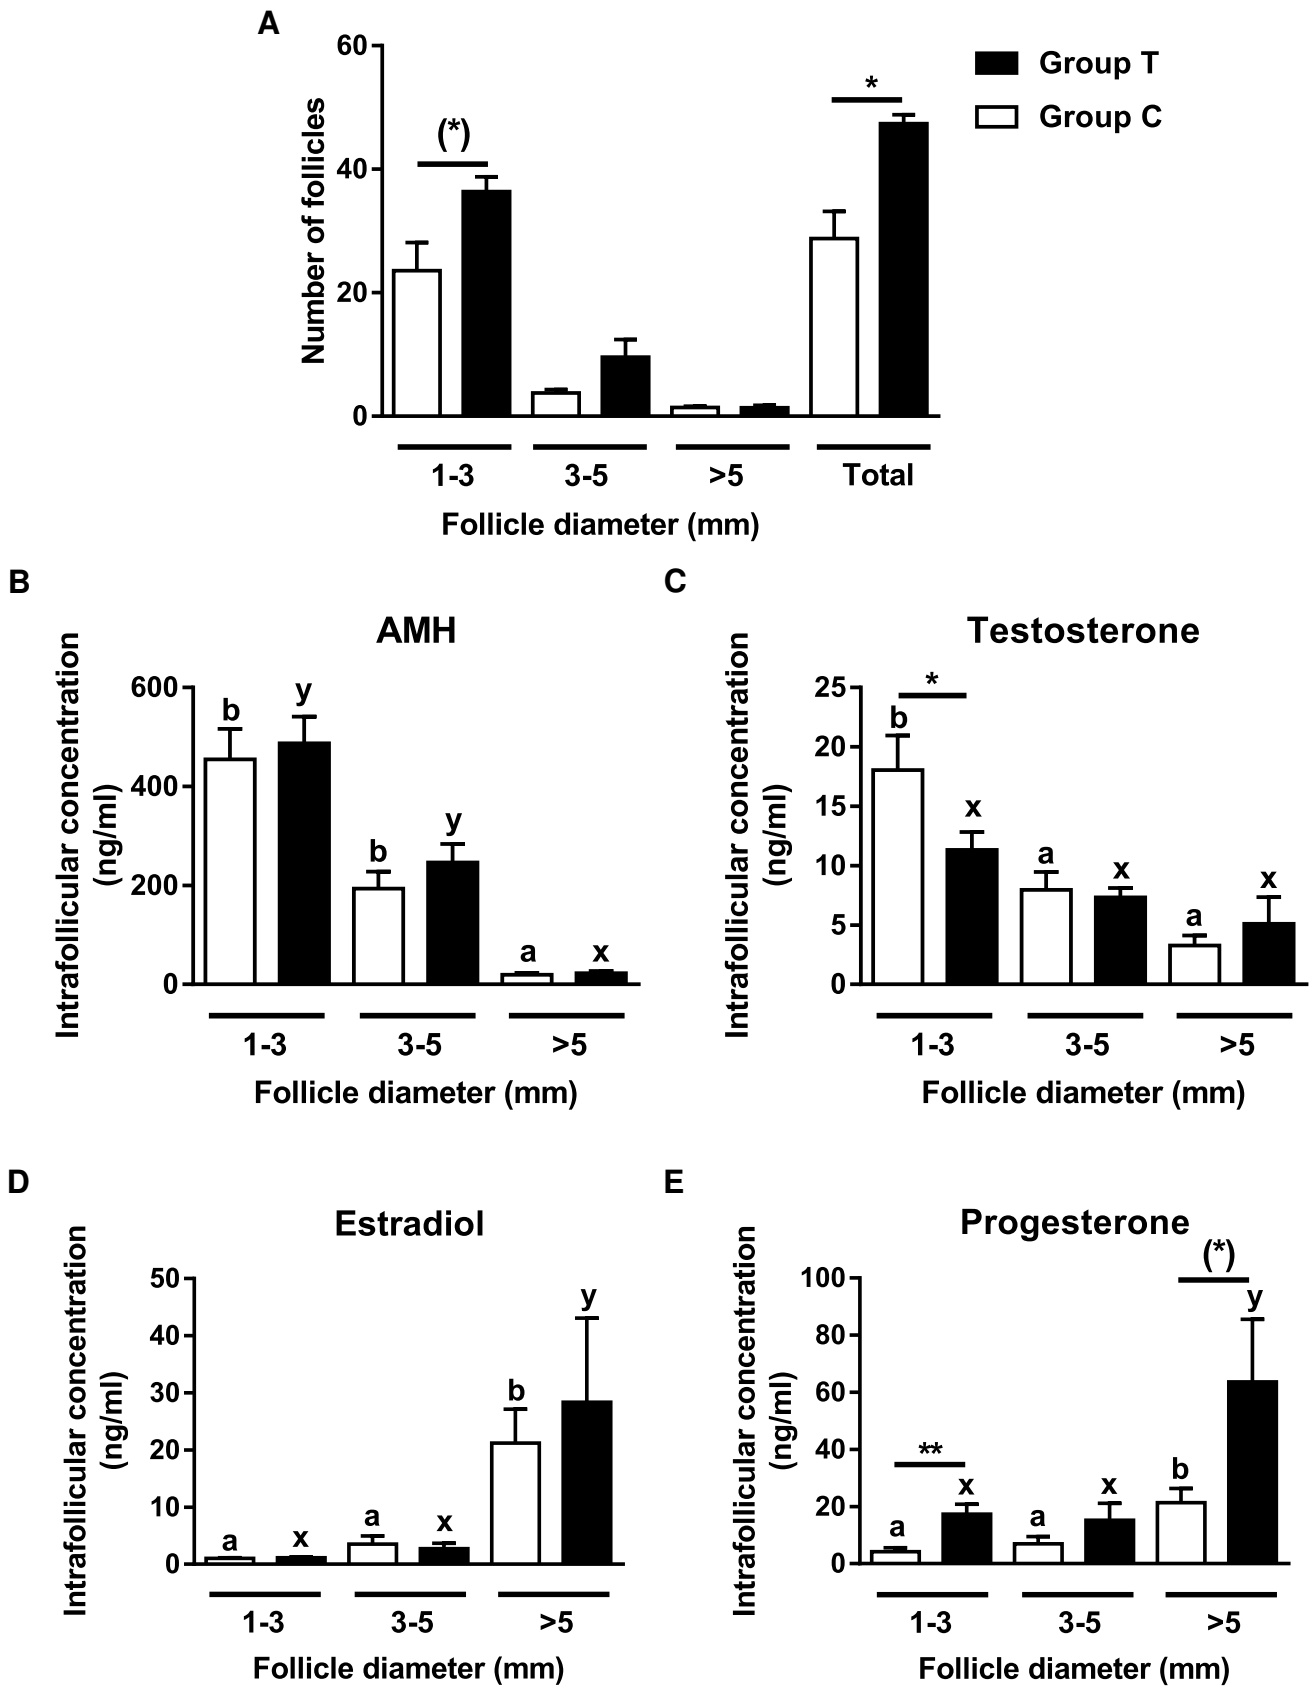 A
60
40
20
0
Number of follicles
(*)
*
Group T
Group C
1-3 3-5 >5 Total
Follicle diameter (mm)
B
AMH
Intrafollicular concentration
(ng/ml)
600
400
200
0
b y b y a x
1-3 3-5 >5
Follicle diameter (mm)
C
Testosterone
Intrafollicular concentration
(ng/ml)
25
20
15
10
5
0
*
b x a x a x
1-3 3-5 >5
Follicle diameter (mm)
D
Estradiol
Intrafollicular concentration
(ng/ml)
50
40
30
20
10
0
a x a x b y
1-3 3-5 >5
Follicle diameter (mm)
E
Progesterone
Intrafollicular concentration
(ng/ml)
100
80
60
40
20
0
**
(*)
a x a x b y
1-3 3-5 >5
Follicle diameter (mm)